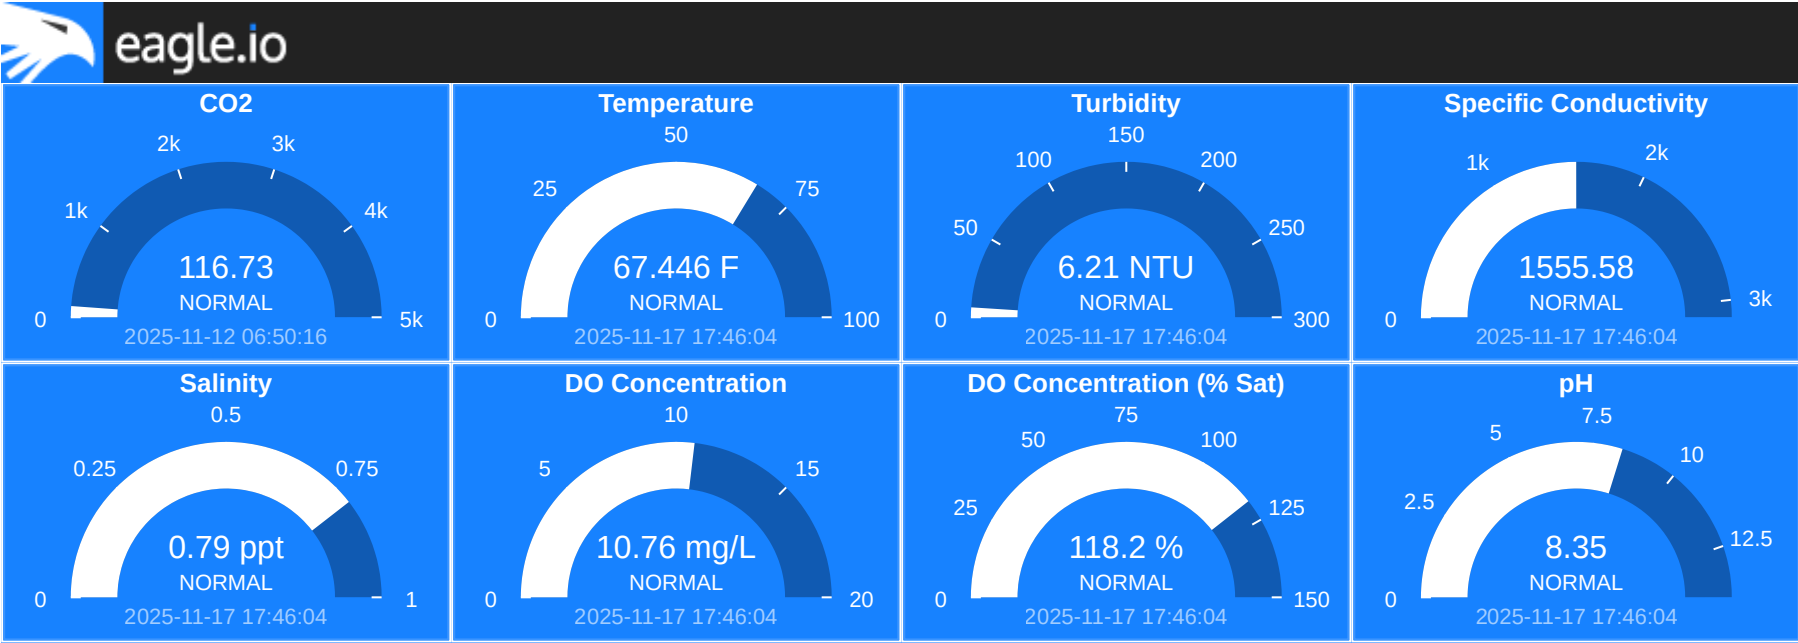 eagle.io
CO2
2k
3k
1k
4k
116.73
NORMAL
0
5k
2025-11-12 06:50:16
Temperature
50
25
75
67.446 F
NORMAL
0
100
2025-11-17 17:46:04
Turbidity
150
100
200
50
250
6.21 NTU
NORMAL
0
300
2025-11-17 17:46:04
Specific Conductivity
1k
2k
1555.58
NORMAL
3k
0
2025-11-17 17:46:04
Salinity
0.5
0.25
0.75
0.79 ppt
NORMAL
0
1
2025-11-17 17:46:04
DO Concentration
10
5
15
10.76 mg/L
NORMAL
0
20
2025-11-17 17:46:04
DO Concentration (% Sat)
75
50
100
25
125
118.2 %
NORMAL
0
150
2025-11-17 17:46:04
pH
7.5
5
10
2.5
12.5
8.35
NORMAL
0
2025-11-17 17:46:04